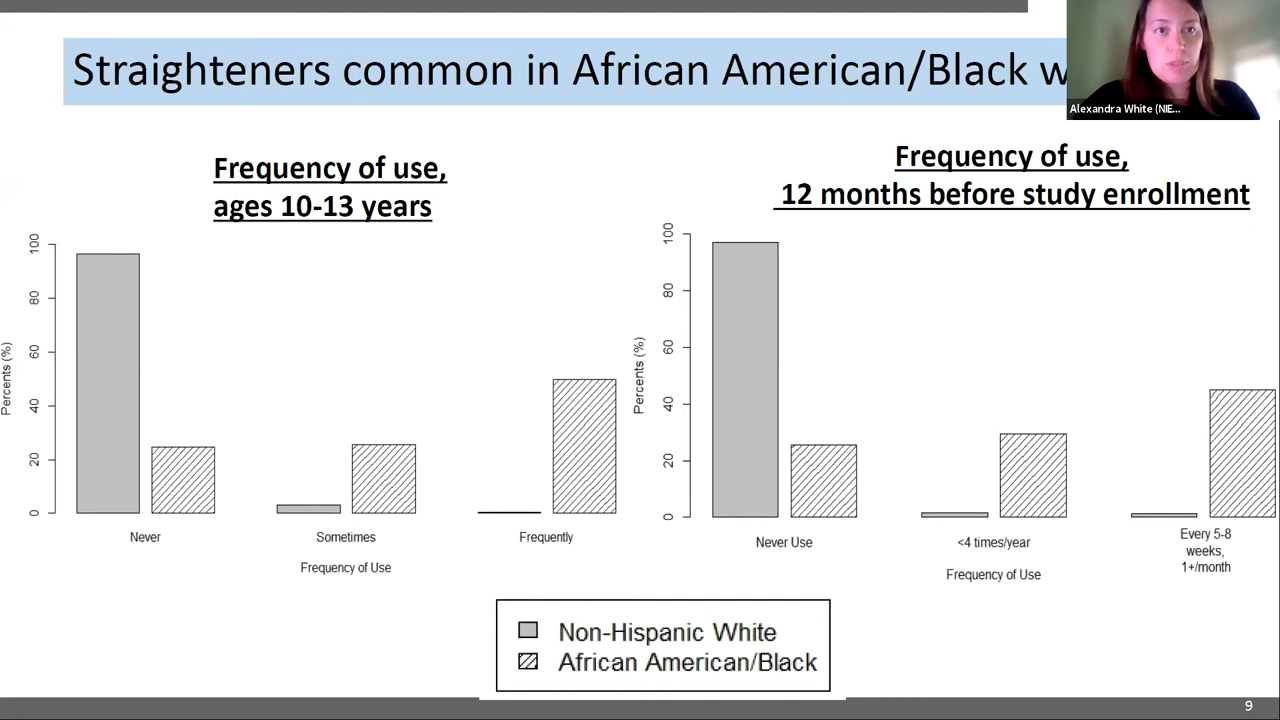 Straighteners common in African American/Black w
Alexandra White (NIE...
Frequency of use,
ages 10-13 years
Frequency of use,
12 months before study enrollment
Percents (%)
100
80
60
40
20
0
Never
Sometimes
Frequently
Frequency of Use
Percents (%)
100
80
60
40
20
0
Never Use
<4 times/year
Every 5-8
weeks,
1+/month
Frequency of Use
Non-Hispanic White
African American/Black
9